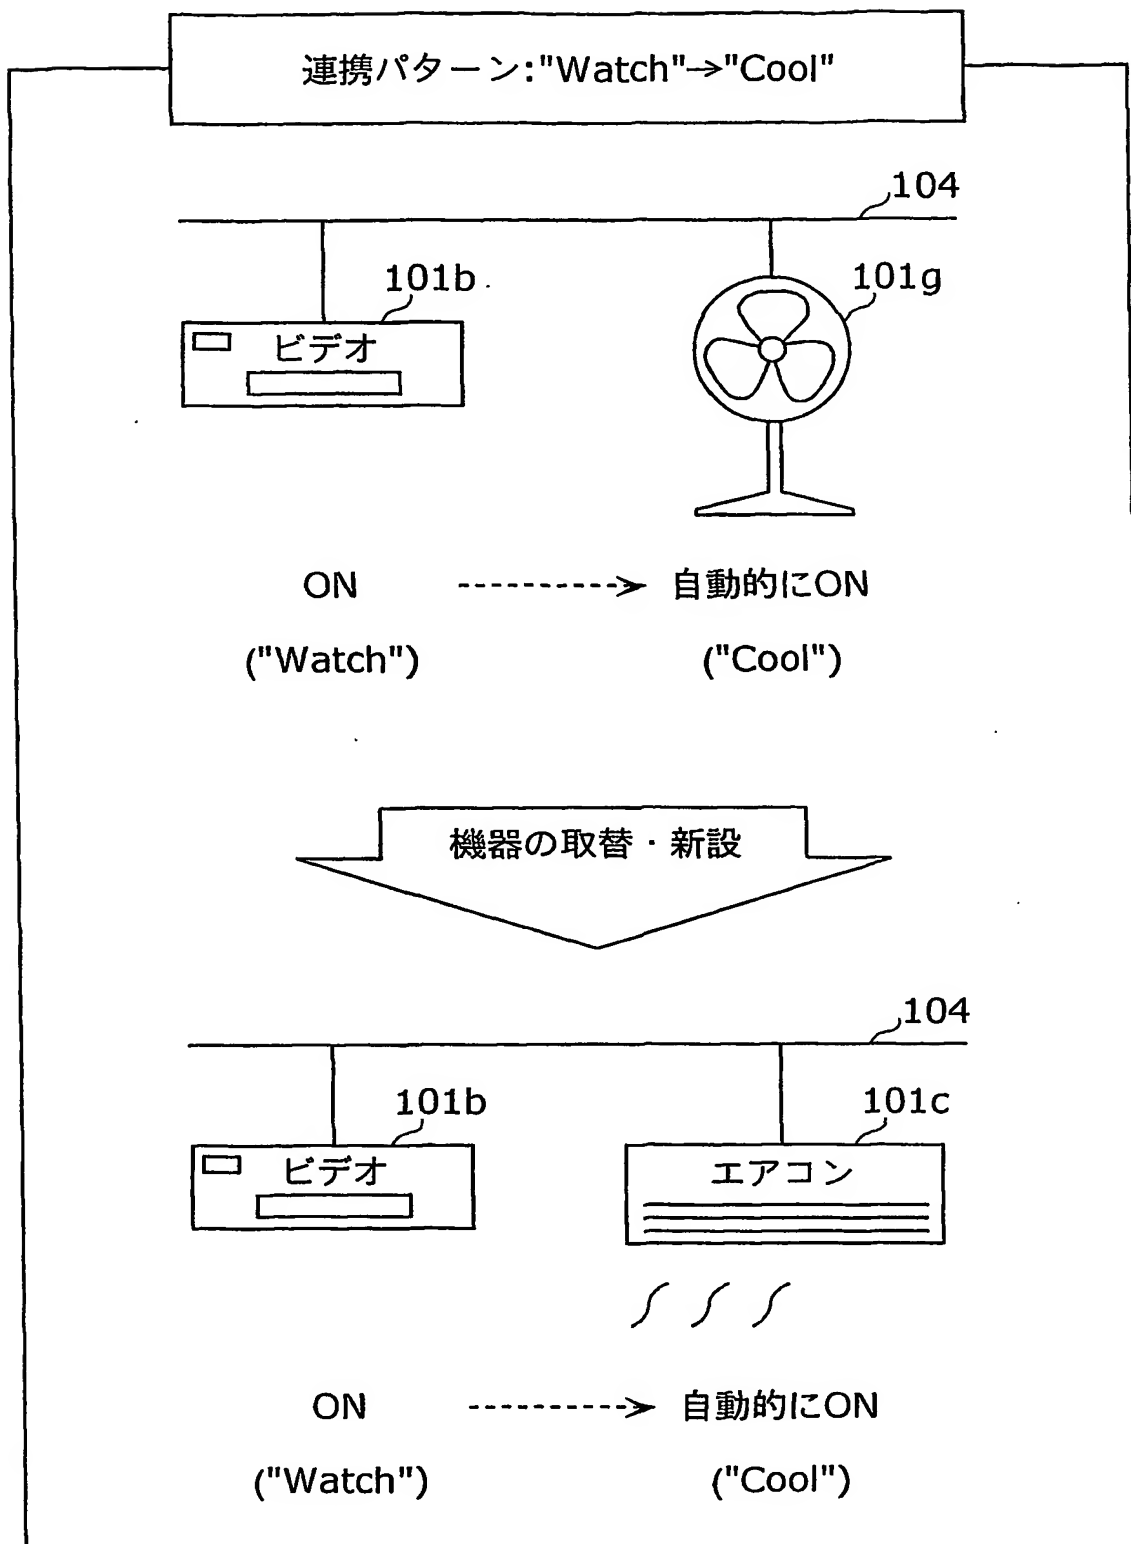 連携パターン:"Watch"→"Cool"
104
101b
101g
ビデオ
ON
自動的にON
("Watch")
("Cool")
機器の取替・新設
104
101b
101c
ビデオ
エアコン
ON
自動的にON
("Watch")
("Cool")